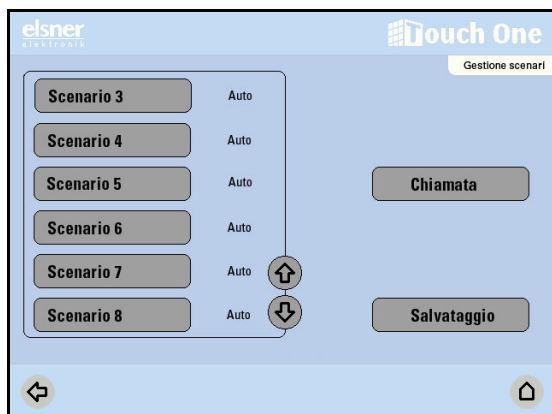 elsner
elektronik
Touch One
Gestione scenari
Scenario 3 Auto
Scenario 4 Auto
Scenario 5 Auto
Scenario 6 Auto
Scenario 7 Auto
Scenario 8 Auto
Chiamata
Salvataggio